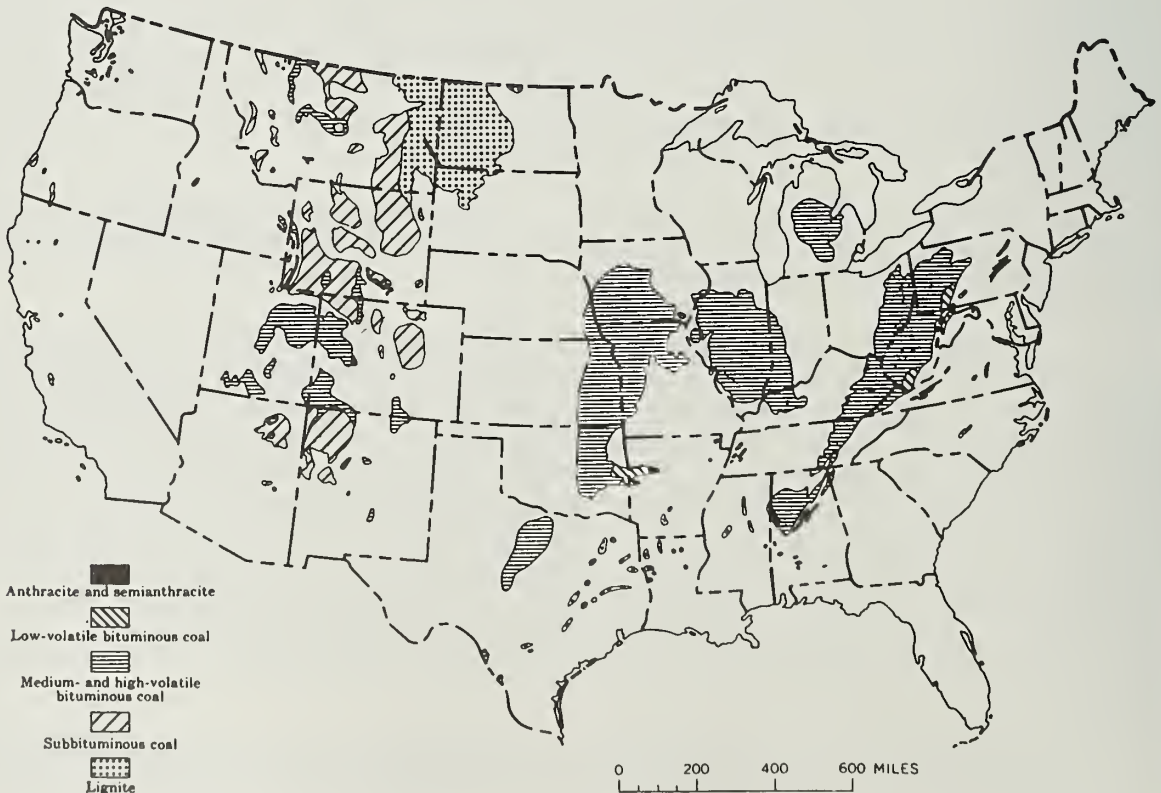 Anthracite and semianthracite
Low-volatile bituminous coal
Medium- and high-volatile
bituminous coal
Subbituminous coal
Lignite
0 200 400 600 MILES